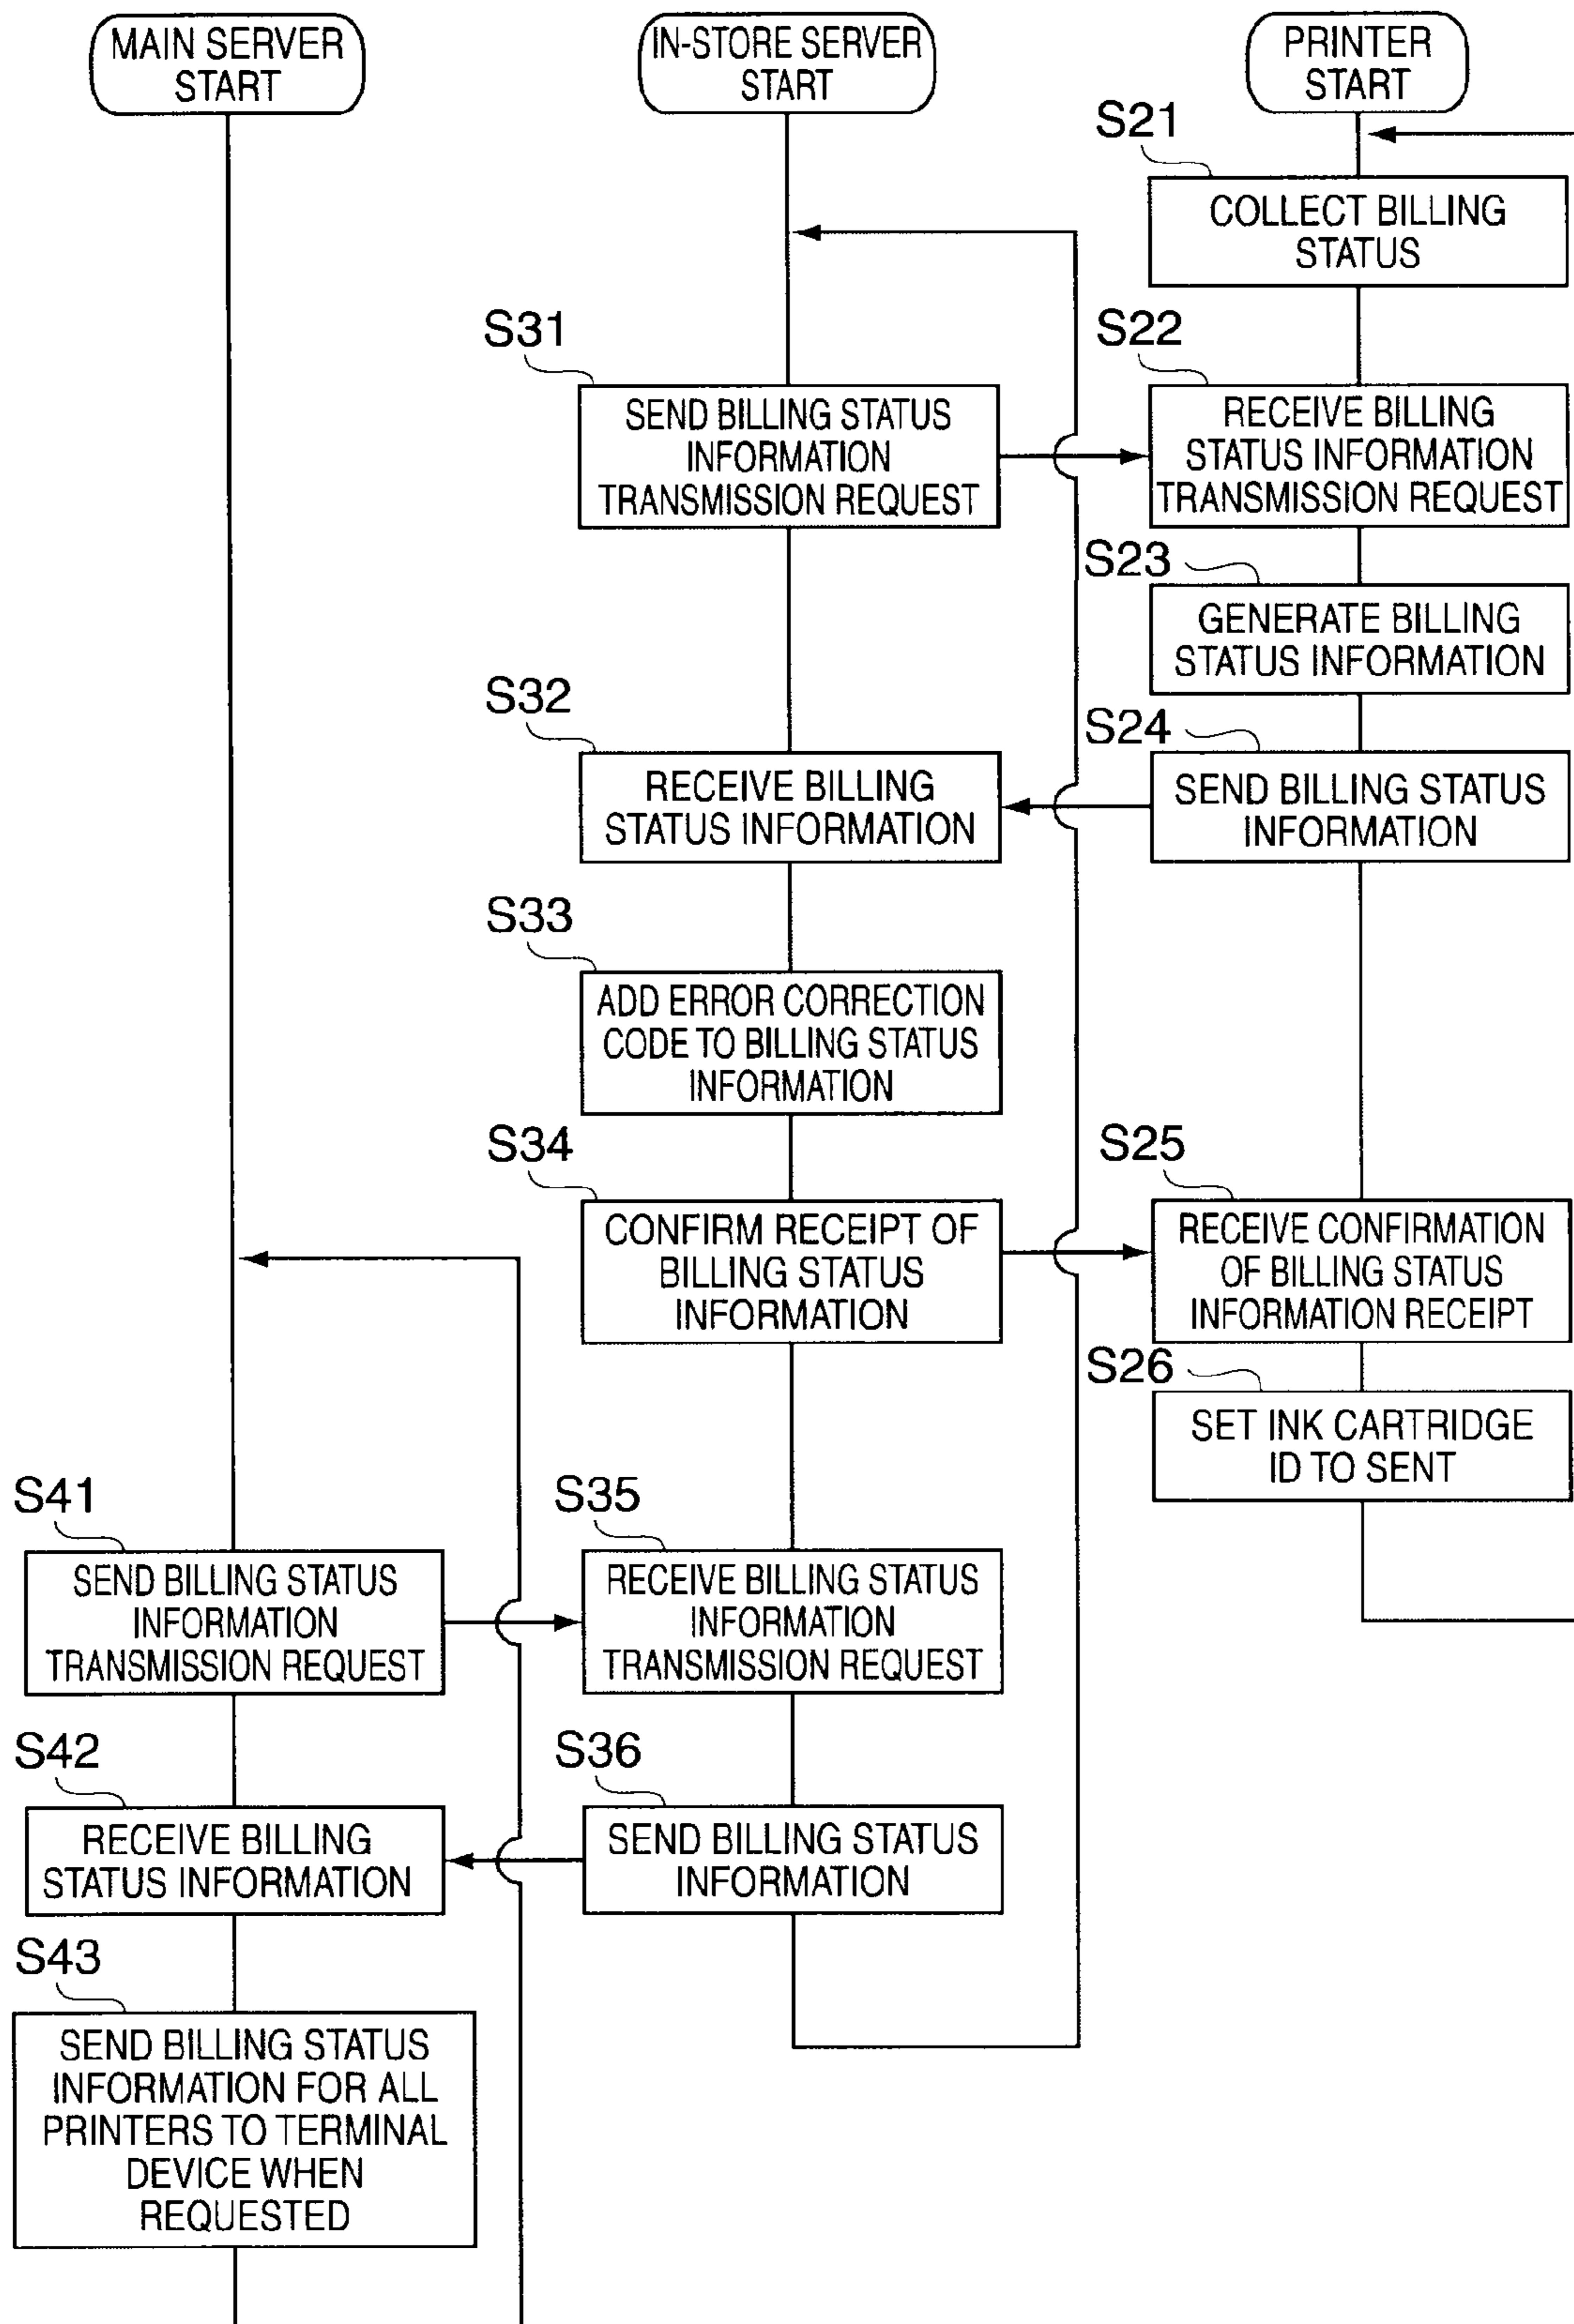 MAIN SERVER
START
IN-STORE SERVER
START
PRINTER
START
S21
COLLECT BILLING
STATUS
S31
SEND BILLING STATUS
INFORMATION
TRANSMISSION REQUEST
S22
RECEIVE BILLING
STATUS INFORMATION
TRANSMISSION REQUEST
S23
GENERATE BILLING
STATUS INFORMATION
S32
RECEIVE BILLING
STATUS INFORMATION
S24
SEND BILLING STATUS
INFORMATION
S33
ADD ERROR CORRECTION
CODE TO BILLING STATUS
INFORMATION
S34
CONFIRM RECEIPT OF
BILLING STATUS
INFORMATION
S25
RECEIVE CONFIRMATION
OF BILLING STATUS
INFORMATION RECEIPT
S26
SET INK CARTRIDGE
ID TO SENT
S41
SEND BILLING STATUS
INFORMATION
TRANSMISSION REQUEST
S35
RECEIVE BILLING STATUS
INFORMATION
TRANSMISSION REQUEST
S42
RECEIVE BILLING
STATUS INFORMATION
S36
SEND BILLING STATUS
INFORMATION
S43
SEND BILLING STATUS
INFORMATION FOR ALL
PRINTERS TO TERMINAL
DEVICE WHEN
REQUESTED